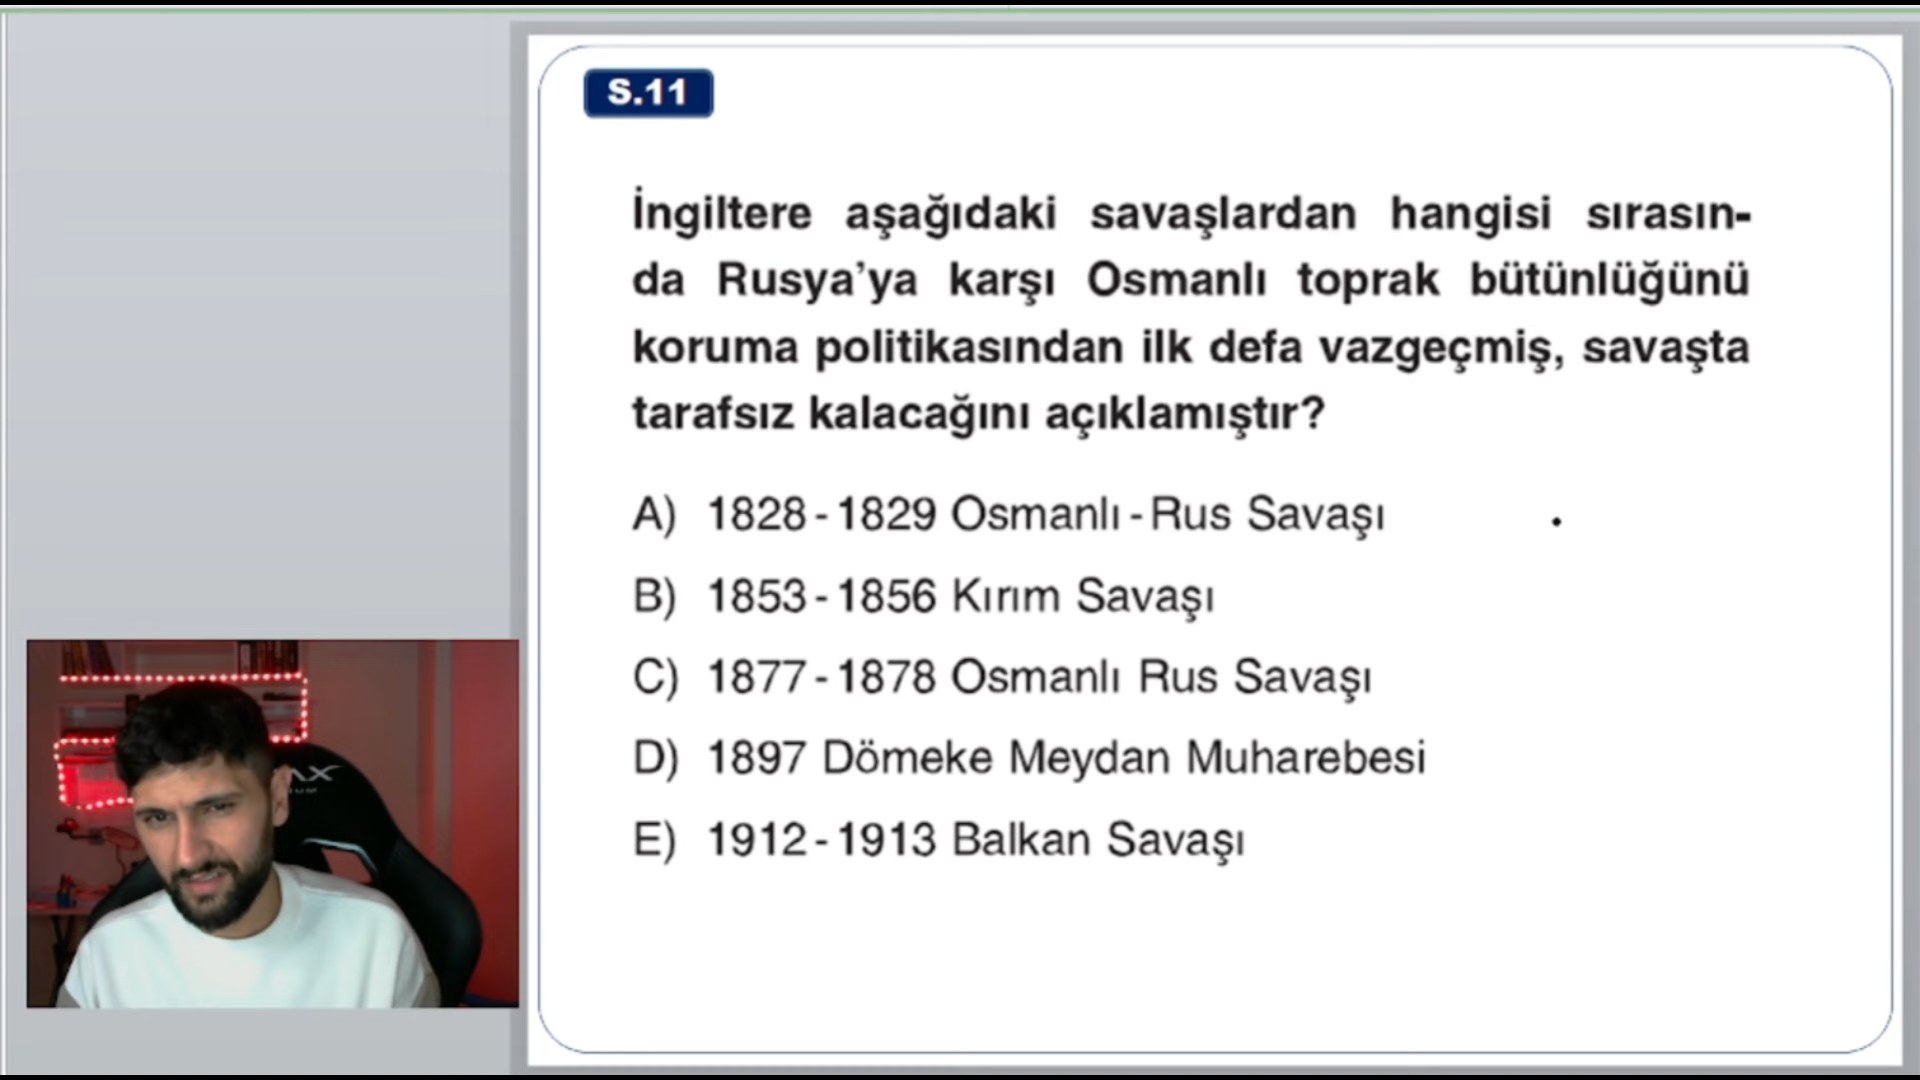 S.11
İngiltere aşağıdaki savaşlardan hangisi sırasın-
da Rusya'ya karşı Osmanlı toprak bütünlüğünü
koruma politikasından ilk defa vazgeçmiş, savaşta
tarafsız kalacağını açıklamıştır?
A) 1828-1829 Osmanlı-Rus Savaşı
B) 1853-1856 Kırım Savaşı
C) 1877-1878 Osmanlı Rus Savaşı
D) 1897 Dömeke Meydan Muharebesi
E) 1912-1913 Balkan Savaşı